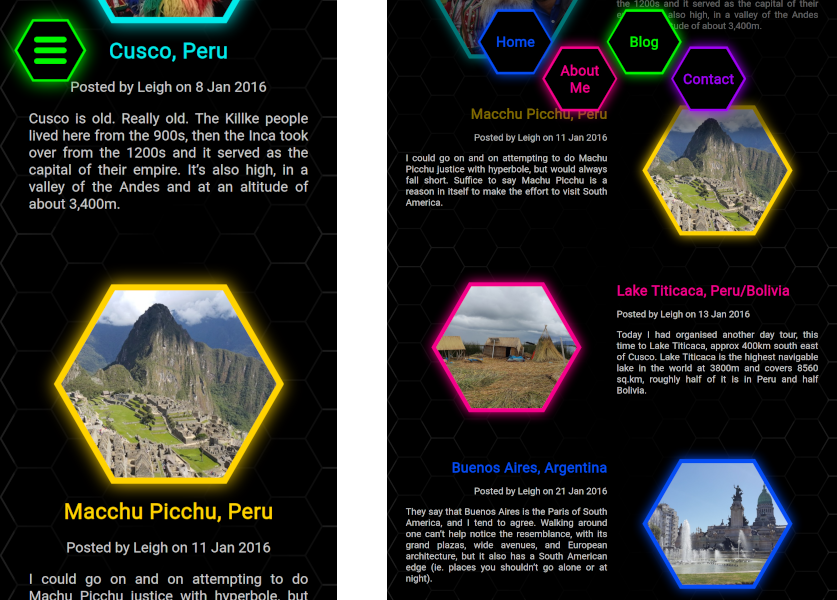 Cusco, Peru
Posted by Leigh on 8 Jan 2016
Cusco is old. Really old. The Killke people
lived here from the 900s, then the Inca took
over from the 1200s and it served as the
capital of their empire. It's also high, in a
valley of the Andes and at an altitude of
about 3,400m.
Macchu Picchu, Peru
Posted by Leigh on 11 Jan 2016
I could go on and on attempting to do
Macchu Picchu justice with hyperbole, but
the 1200s and it served as the capital of their
also high, in a valley of the Andes
ude of about 3,400m.
Home
About
Me
Blog
Contact
Macchu Picchu, Peru
Posted by Leigh on 11 Jan 2016
I could go on and on attempting to do Machu
Picchu justice with hyperbole, but would always
fall short. Suffice to say Machu Picchu is a
reason in itself to make the effort to visit South
America.
Lake Titicaca, Peru/Bolivia
Posted by Leigh on 13 Jan 2016
Today I had organised another day tour, this
time to Lake Titicaca, approx 400km south east
of Cusco. Lake Titicaca is the highest navigable
lake in the world at 3800m and covers 8560
sq.km, roughly half of it is in Peru and half
Bolivia.
Buenos Aires, Argentina
Posted by Leigh on 21 Jan 2016
They say that Buenos Aires is the Paris of South
America, and I tend to agree. Walking around
one can't help notice the resemblance, with its
grand plazas, wide avenues, and European
architecture, but it also has a South American
edge (ie. places you shouldn't go alone or at
night).